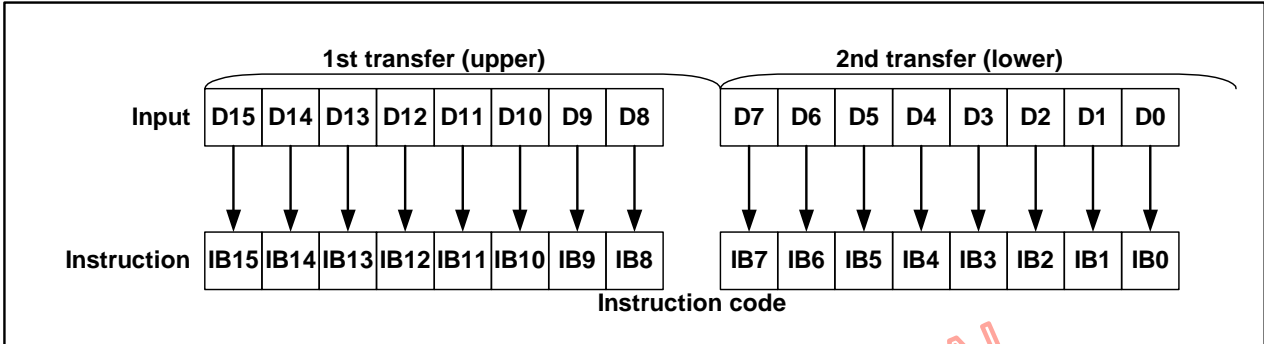 1st transfer (upper) 2nd transfer (lower)
Input D15 D14 D13 D12 D11 D10 D9 D8 D7 D6 D5 D4 D3 D2 D1 D0
Instruction IB15 IB14 IB13 IB12 IB11 IB10 IB9 IB8 IB7 IB6 IB5 IB4 IB3 IB2 IB1 IB0
Instruction code